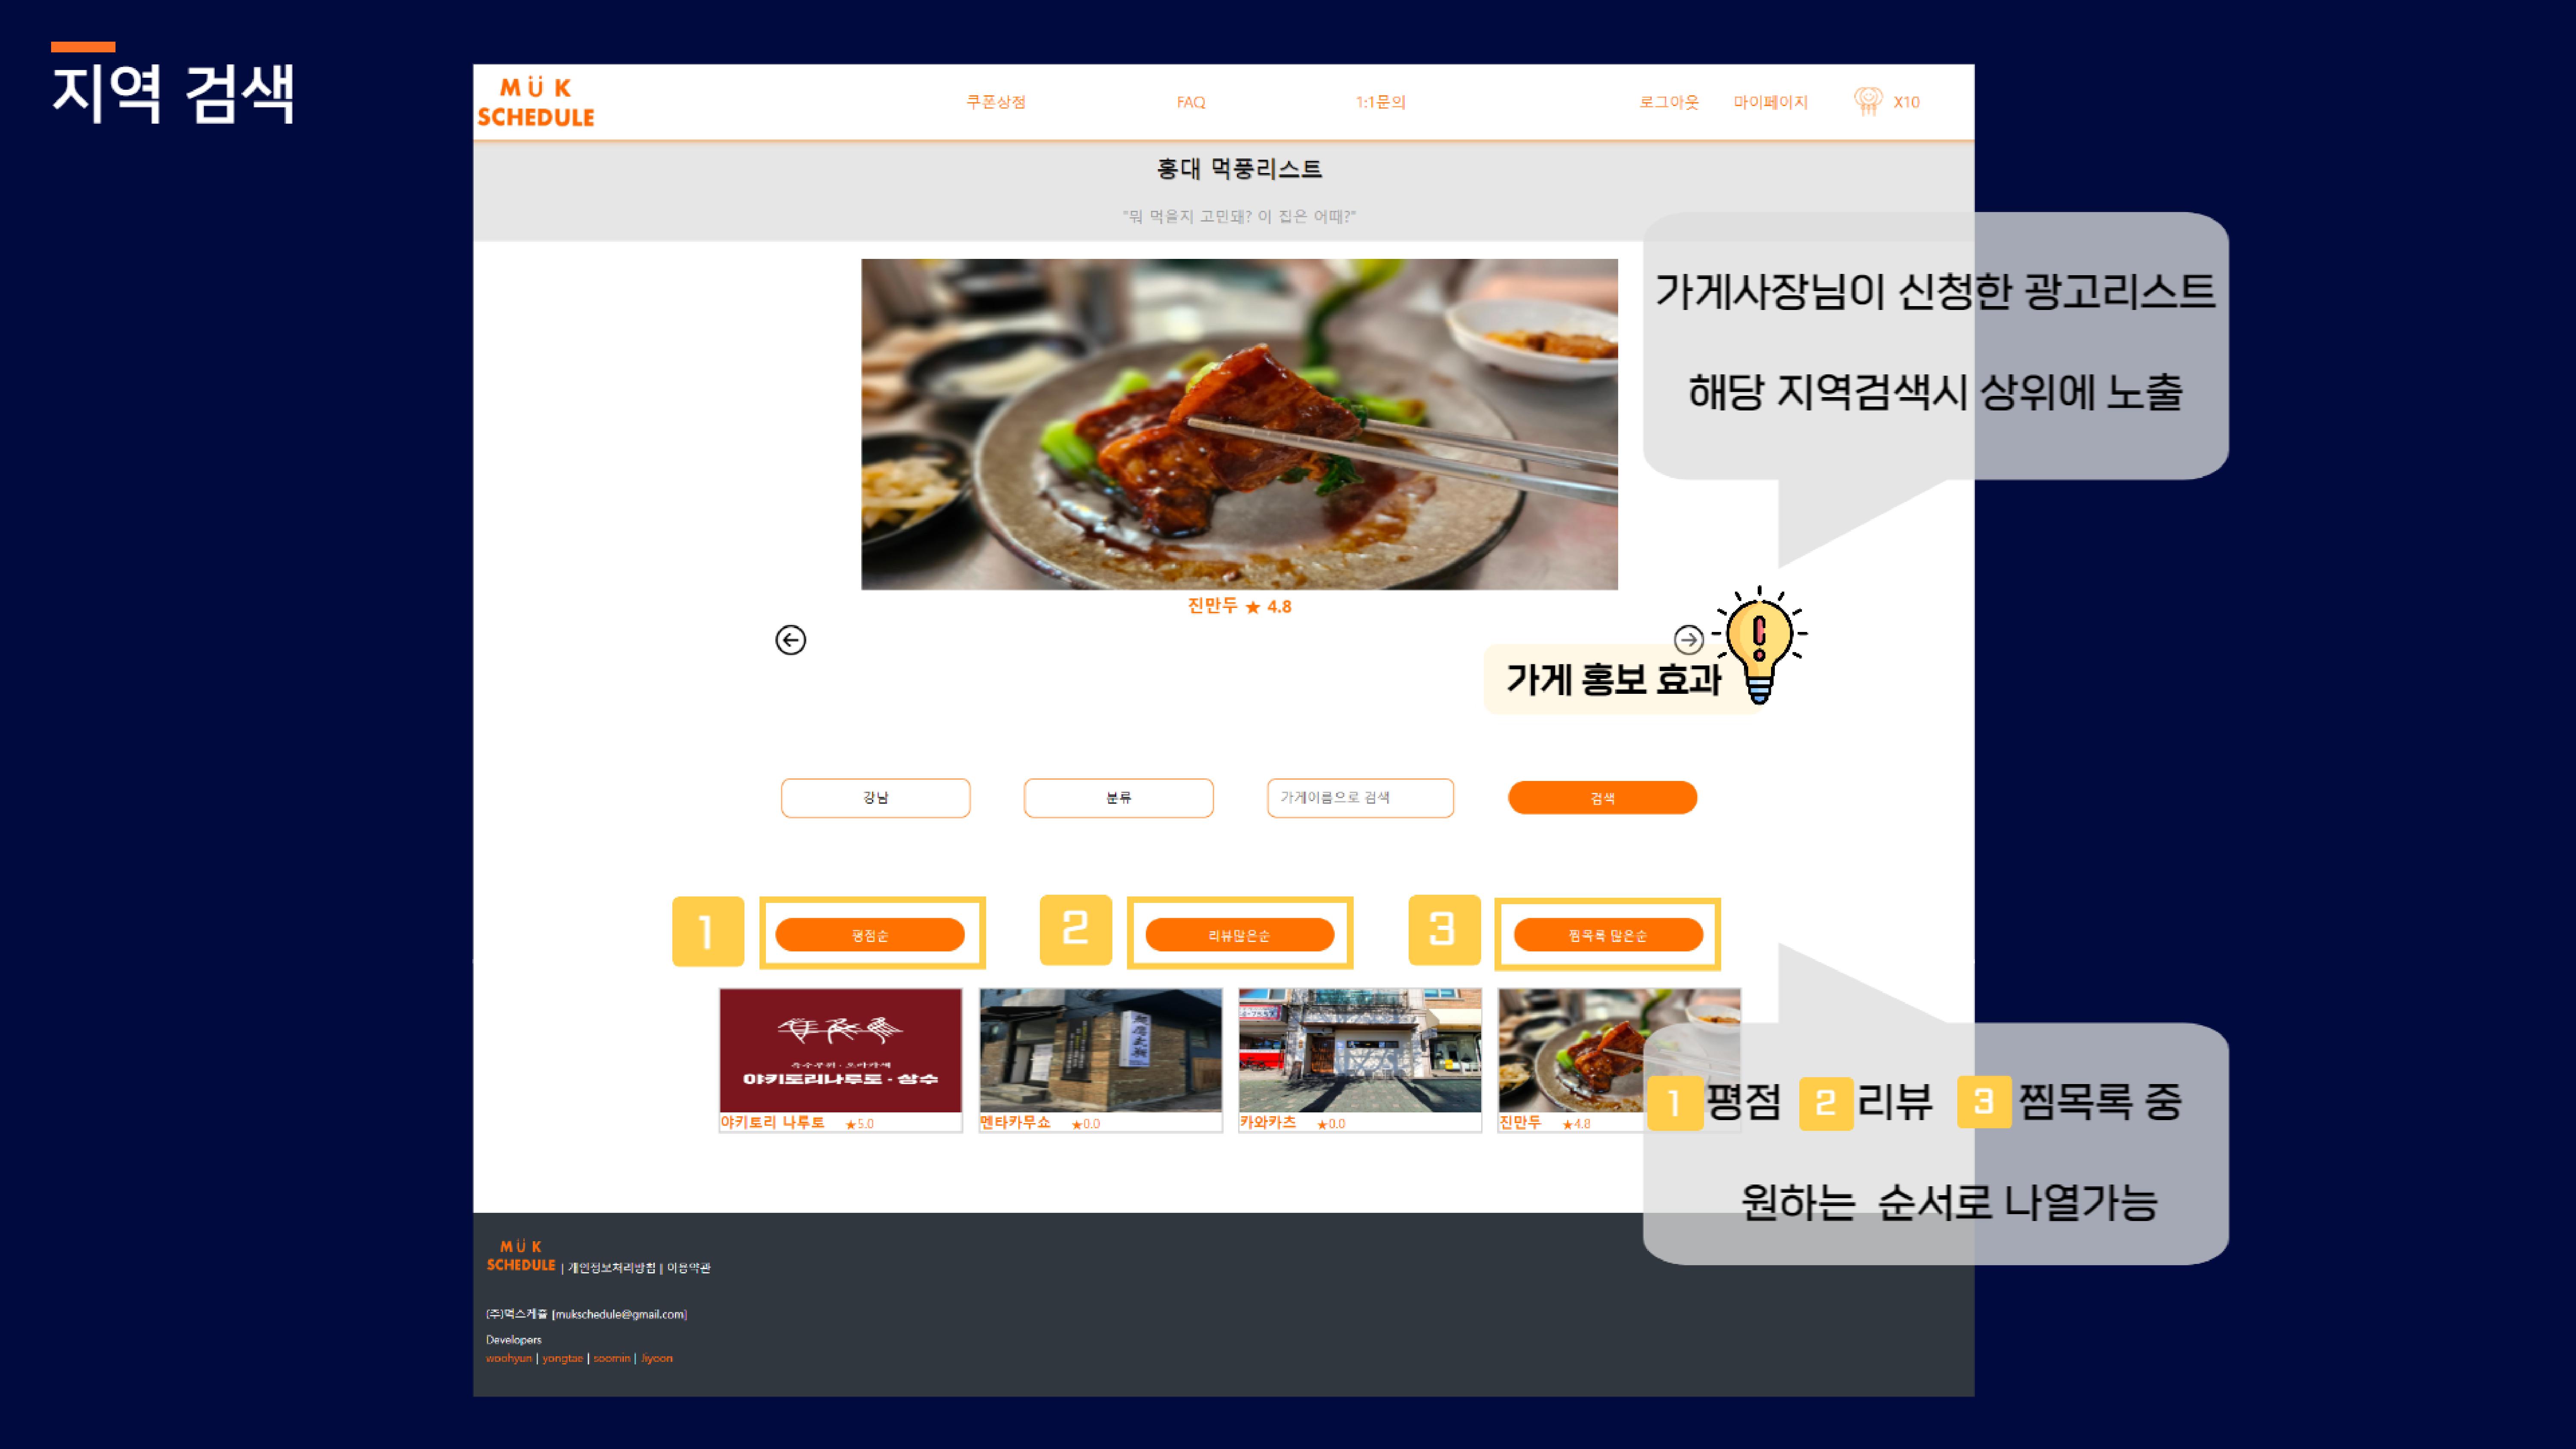 지역 검색
MÜK
SCHEDULE
쿠폰상점
FAQ
1:1문의
로그아웃
마이페이지
X10
홍대 먹풍리스트
"뭐 먹을지 고민돼? 이 집은 어때?"
가게사장님이 신청한 광고리스트
해당 지역검색시 상위에 노출
진만두 ★ 4.8
가게 홍보 효과
강남
분류
가게이름으로 검색
검색
1
평점순
2
리뷰많은순
3
찜목록 많은순
야키토리나루토 · 상수
야키토리 나루토 ★5.0
멘타카무쇼 ★0.0
카와카츠 ★0.0
진만두 ★4.8
1 평점 2 리뷰 3 찜목록 중
원하는 순서로 나열가능
MÜK
SCHEDULE | 개인정보처리방침 | 이용약관
(주)먹스케줄 [mukschedule@gmail.com]
Developers
woohyun | yongtae | soomin | Jiyoon